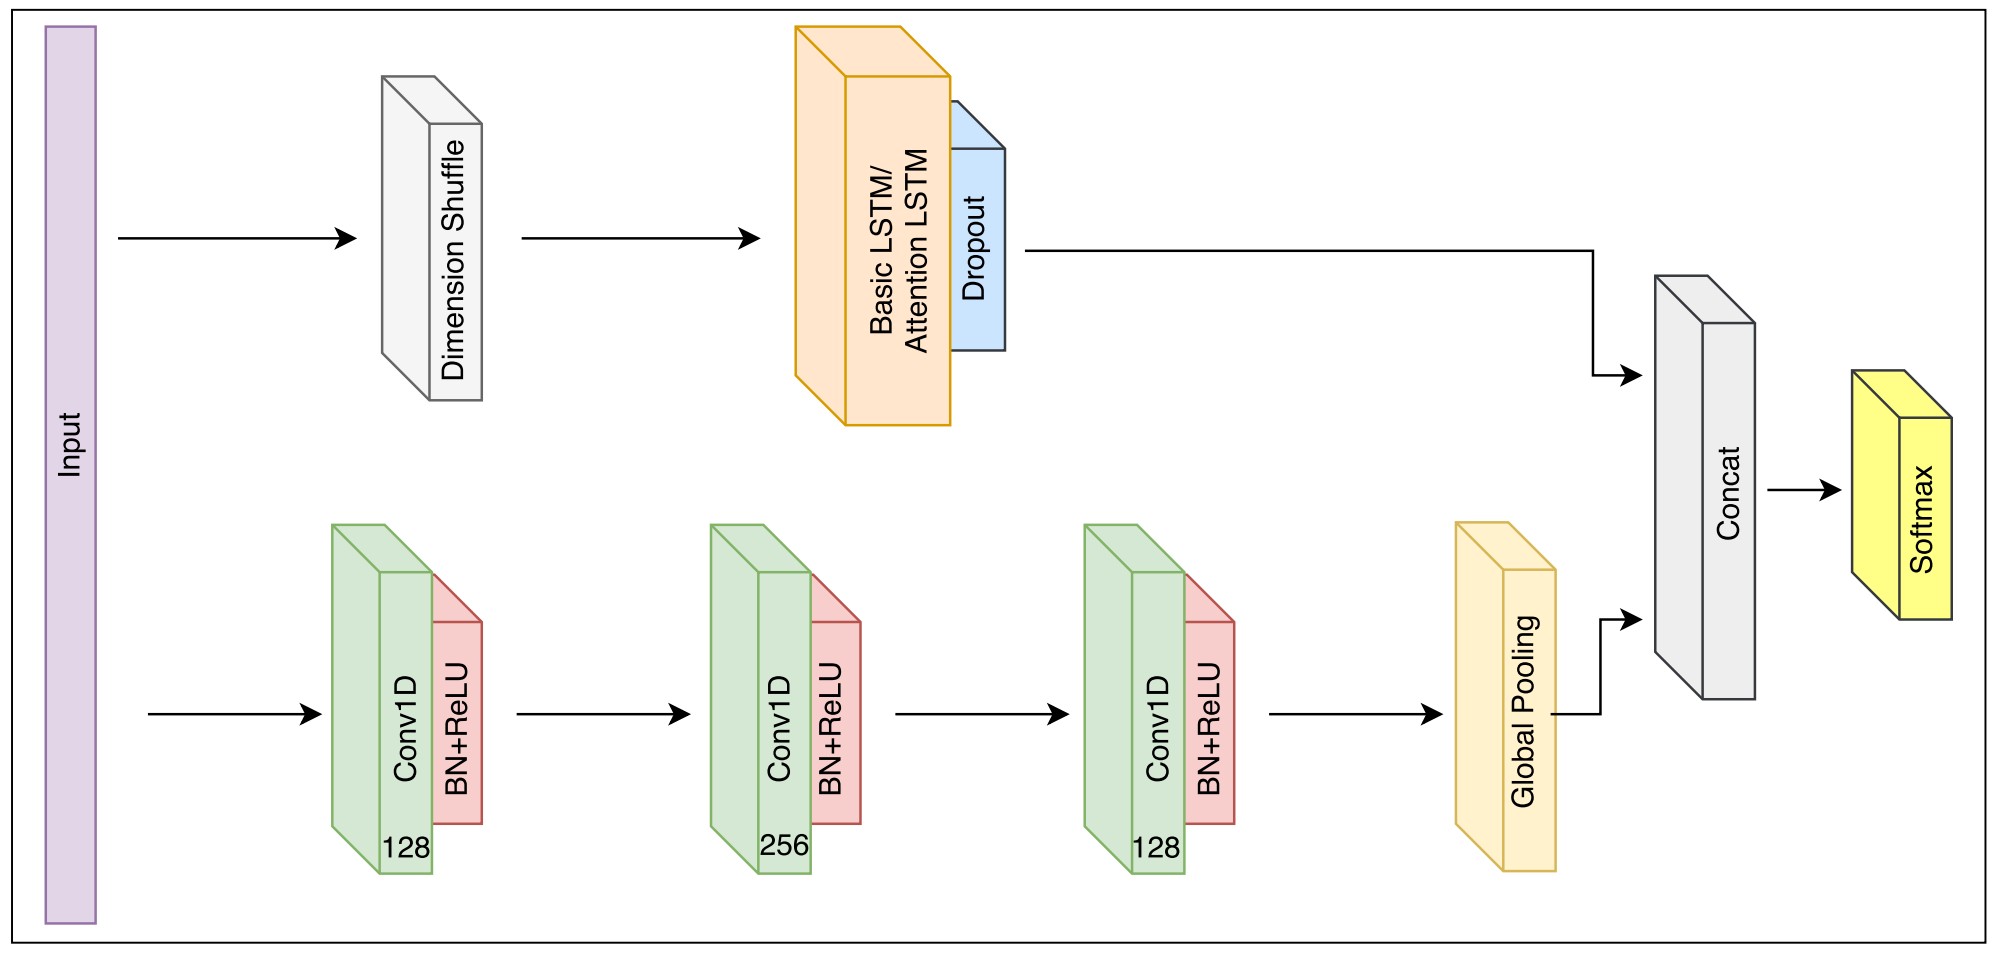 Input
Dimension Shuffle
Basic LSTM/
Attention LSTM
Dropout
Conv1D
128
BN+ReLU
Conv1D
256
BN+ReLU
Conv1D
128
BN+ReLU
Global Pooling
Concat
Softmax